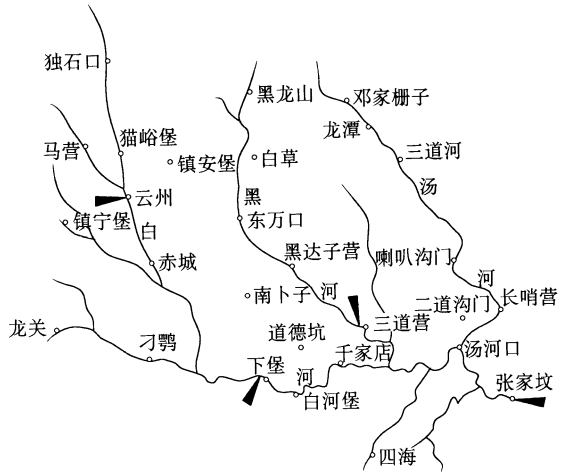 独石口
黑龙山
邓家栅子
龙潭
猫峪堡
马营
镇安堡
白草
三道河
汤
云州
黑
镇宁堡
白
东万口
赤城
黑达子营
喇叭沟门
河
南卜子
河
二道沟门
长哨营
龙关
刁鹗
道德坑
三道营
千家店
汤河口
下堡
河
白河堡
张家坟
四海